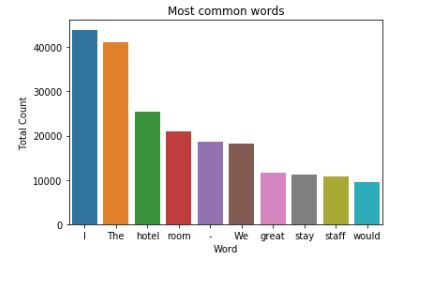 Most common words
40000
30000
20000
10000
0
Total Count
I The hotel room - We great stay staff would
Word